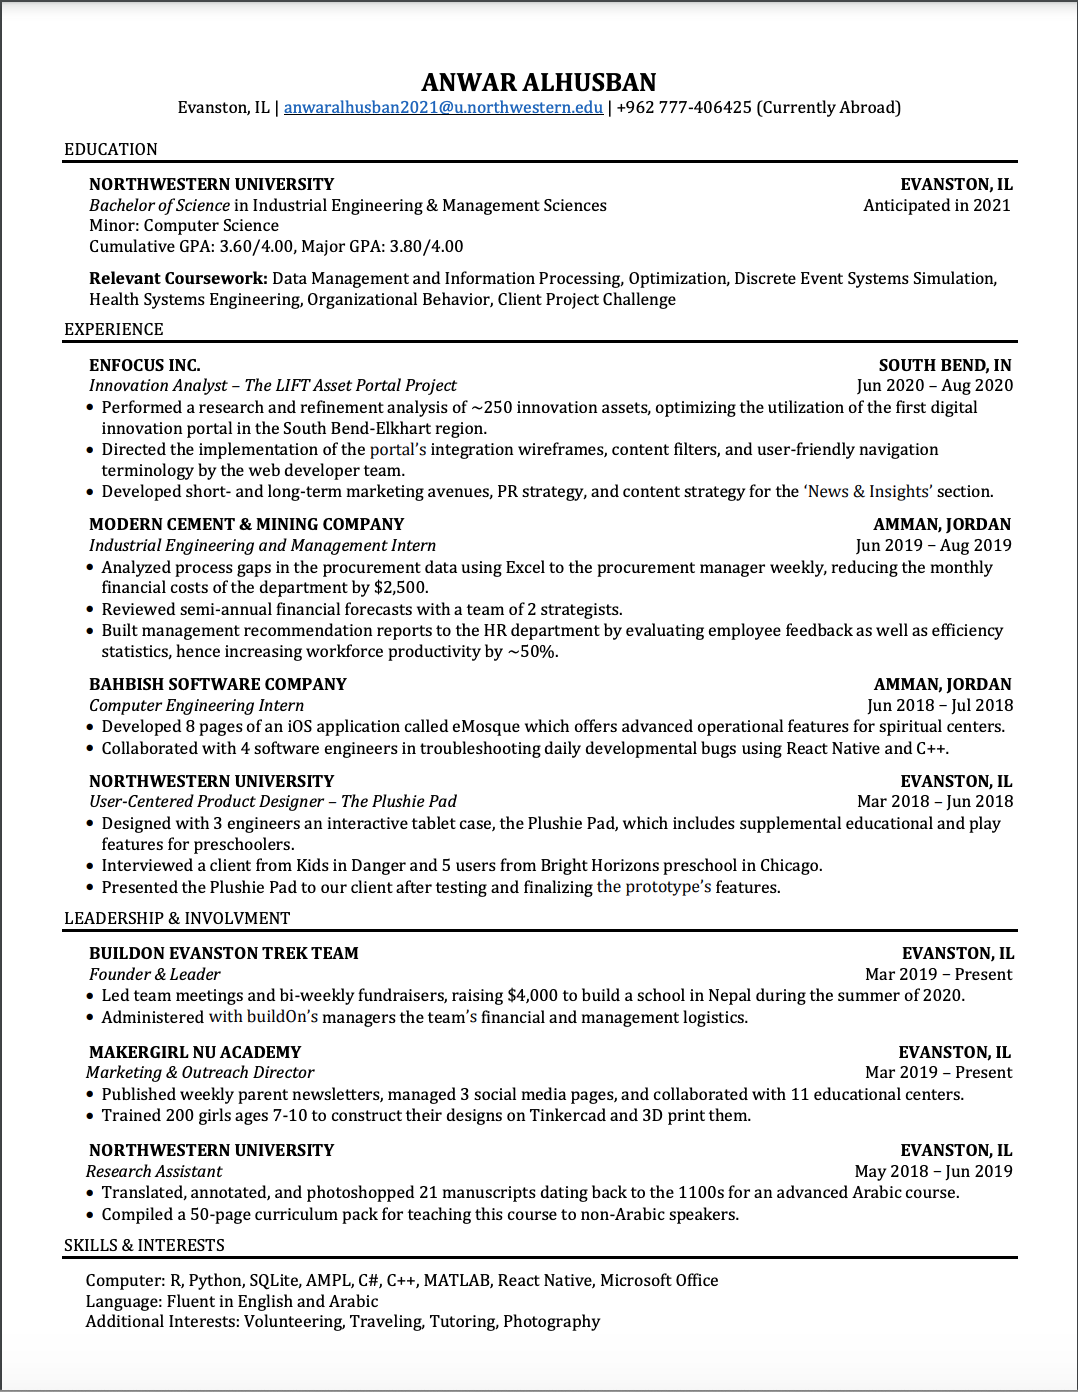 ANWAR ALHUSBAN
Evanston, IL | anwaralhusban2021@u.northwestern.edu | +962 777-406425 (Currently Abroad)
EDUCATION
NORTHWESTERN UNIVERSITY EVANSTON, IL
Bachelor of Science in Industrial Engineering & Management Sciences Anticipated in 2021
Minor: Computer Science
Cumulative GPA: 3.60/4.00, Major GPA: 3.80/4.00
Relevant Coursework: Data Management and Information Processing, Optimization, Discrete Event Systems Simulation,
Health Systems Engineering, Organizational Behavior, Client Project Challenge
EXPERIENCE
ENFOCUS INC. SOUTH BEND, IN
Innovation Analyst – The LIFT Asset Portal Project Jun 2020 – Aug 2020
• Performed a research and refinement analysis of ~250 innovation assets, optimizing the utilization of the first digital
innovation portal in the South Bend-Elkhart region.
• Directed the implementation of the portal’s integration wireframes, content filters, and user-friendly navigation
terminology by the web developer team.
• Developed short- and long-term marketing avenues, PR strategy, and content strategy for the ‘News & Insights’ section.
MODERN CEMENT & MINING COMPANY AMMAN, JORDAN
Industrial Engineering and Management Intern Jun 2019 – Aug 2019
• Analyzed process gaps in the procurement data using Excel to the procurement manager weekly, reducing the monthly
financial costs of the department by $2,500.
• Reviewed semi-annual financial forecasts with a team of 2 strategists.
• Built management recommendation reports to the HR department by evaluating employee feedback as well as efficiency
statistics, hence increasing workforce productivity by ~50%.
BAHBISH SOFTWARE COMPANY AMMAN, JORDAN
Computer Engineering Intern Jun 2018 – Jul 2018
• Developed 8 pages of an iOS application called eMosque which offers advanced operational features for spiritual centers.
• Collaborated with 4 software engineers in troubleshooting daily developmental bugs using React Native and C++.
NORTHWESTERN UNIVERSITY EVANSTON, IL
User-Centered Product Designer – The Plushie Pad Mar 2018 – Jun 2018
• Designed with 3 engineers an interactive tablet case, the Plushie Pad, which includes supplemental educational and play
features for preschoolers.
• Interviewed a client from Kids in Danger and 5 users from Bright Horizons preschool in Chicago.
• Presented the Plushie Pad to our client after testing and finalizing the prototype’s features.
LEADERSHIP & INVOLVMENT
BUILDON EVANSTON TREK TEAM EVANSTON, IL
Founder & Leader Mar 2019 – Present
• Led team meetings and bi-weekly fundraisers, raising $4,000 to build a school in Nepal during the summer of 2020.
• Administered with buildOn’s managers the team’s financial and management logistics.
MAKERGIRL NU ACADEMY EVANSTON, IL
Marketing & Outreach Director Mar 2019 – Present
• Published weekly parent newsletters, managed 3 social media pages, and collaborated with 11 educational centers.
• Trained 200 girls ages 7-10 to construct their designs on Tinkercad and 3D print them.
NORTHWESTERN UNIVERSITY EVANSTON, IL
Research Assistant May 2018 – Jun 2019
• Translated, annotated, and photoshopped 21 manuscripts dating back to the 1100s for an advanced Arabic course.
• Compiled a 50-page curriculum pack for teaching this course to non-Arabic speakers.
SKILLS & INTERESTS
Computer: R, Python, SQLite, AMPL, C#, C++, MATLAB, React Native, Microsoft Office
Language: Fluent in English and Arabic
Additional Interests: Volunteering, Traveling, Tutoring, Photography